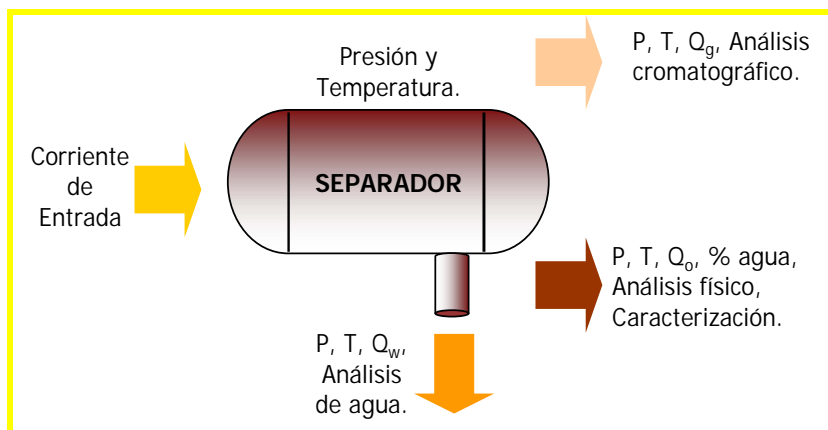 Presión y
Temperatura.
P, T, Qg, Análisis
cromatográfico.
Corriente
de
Entrada
SEPARADOR
P, T, Qo, % agua,
Análisis físico,
Caracterización.
P, T, Qw,
Análisis
de agua.